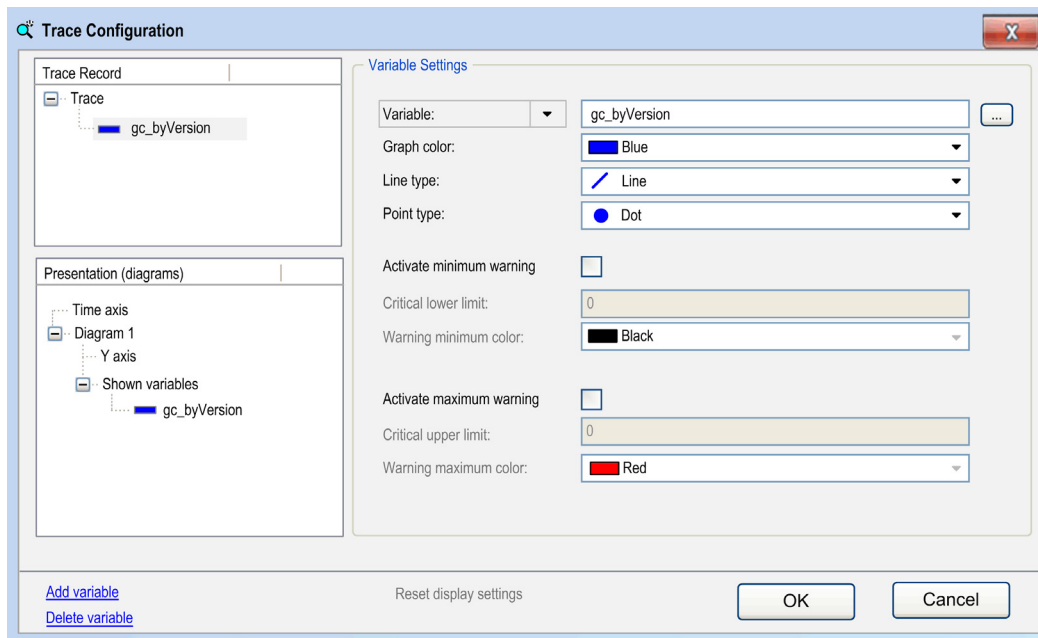 Trace Configuration
X
Trace Record
Trace
gc_byVersion
Presentation (diagrams)
Time axis
Diagram 1
Y axis
Shown variables
gc_byVersion
Variable Settings
Variable: gc_byVersion ...
Graph color: Blue
Line type: Line
Point type: Dot
Activate minimum warning
Critical lower limit: 0
Warning minimum color: Black
Activate maximum warning
Critical upper limit: 0
Warning maximum color: Red
Add variable
Delete variable
Reset display settings
OK
Cancel